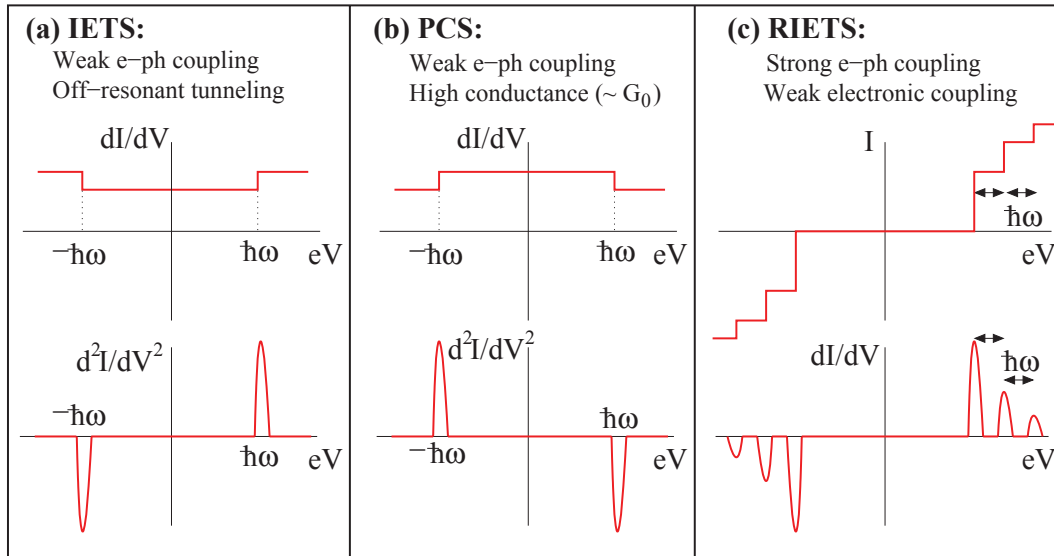 (a) IETS:
Weak e−ph coupling
Off−resonant tunneling
dI/dV
−ħω
ħω
eV
d²I/dV²
−ħω
ħω
eV
(b) PCS:
Weak e−ph coupling
High conductance (~ G₀)
dI/dV
−ħω
ħω
eV
d²I/dV²
−ħω
ħω
eV
(c) RIETS:
Strong e−ph coupling
Weak electronic coupling
I
ħω
eV
dI/dV
ħω
eV